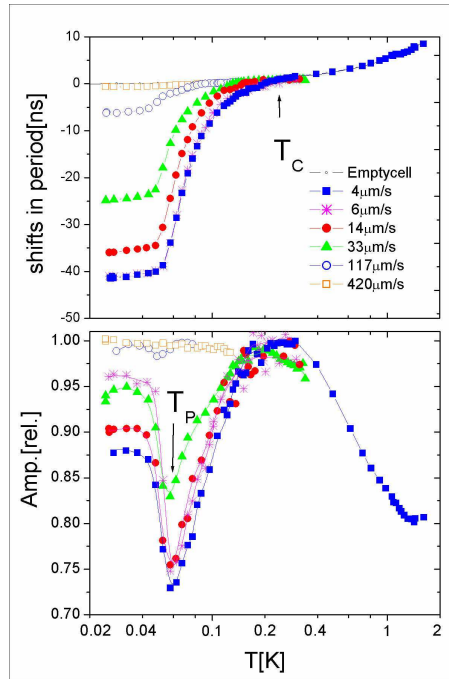 10
0
-10
-20
-30
-40
-50
shifts in period[ns]
T_C
Emptycell
4μm/s
6μm/s
14μm/s
33μm/s
117μm/s
420μm/s
1.00
0.95
0.90
0.85
0.80
0.75
0.70
Amp.[rel.]
T_P
0.02 0.04 0.1 0.2 0.4 1 2
T[K]